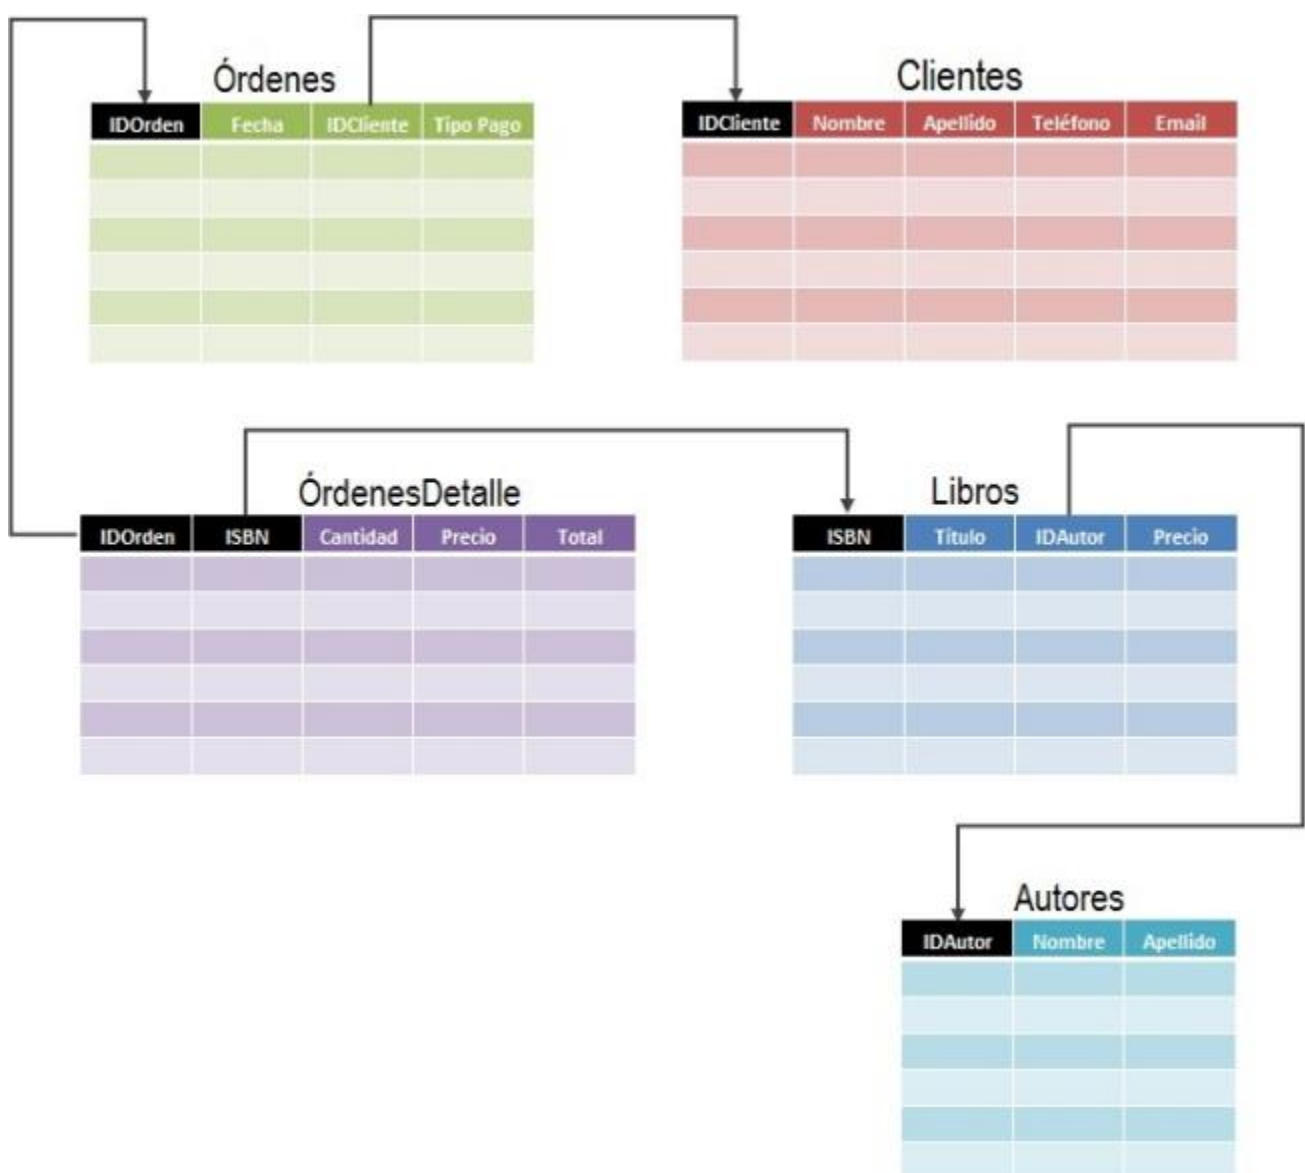 Órdenes
IDOrden Fecha IDCliente Tipo Pago
Clientes
IDCliente Nombre Apellido Teléfono Email
ÓrdenesDetalle
IDOrden ISBN Cantidad Precio Total
Libros
ISBN Título IDAutor Precio
Autores
IDAutor Nombre Apellido